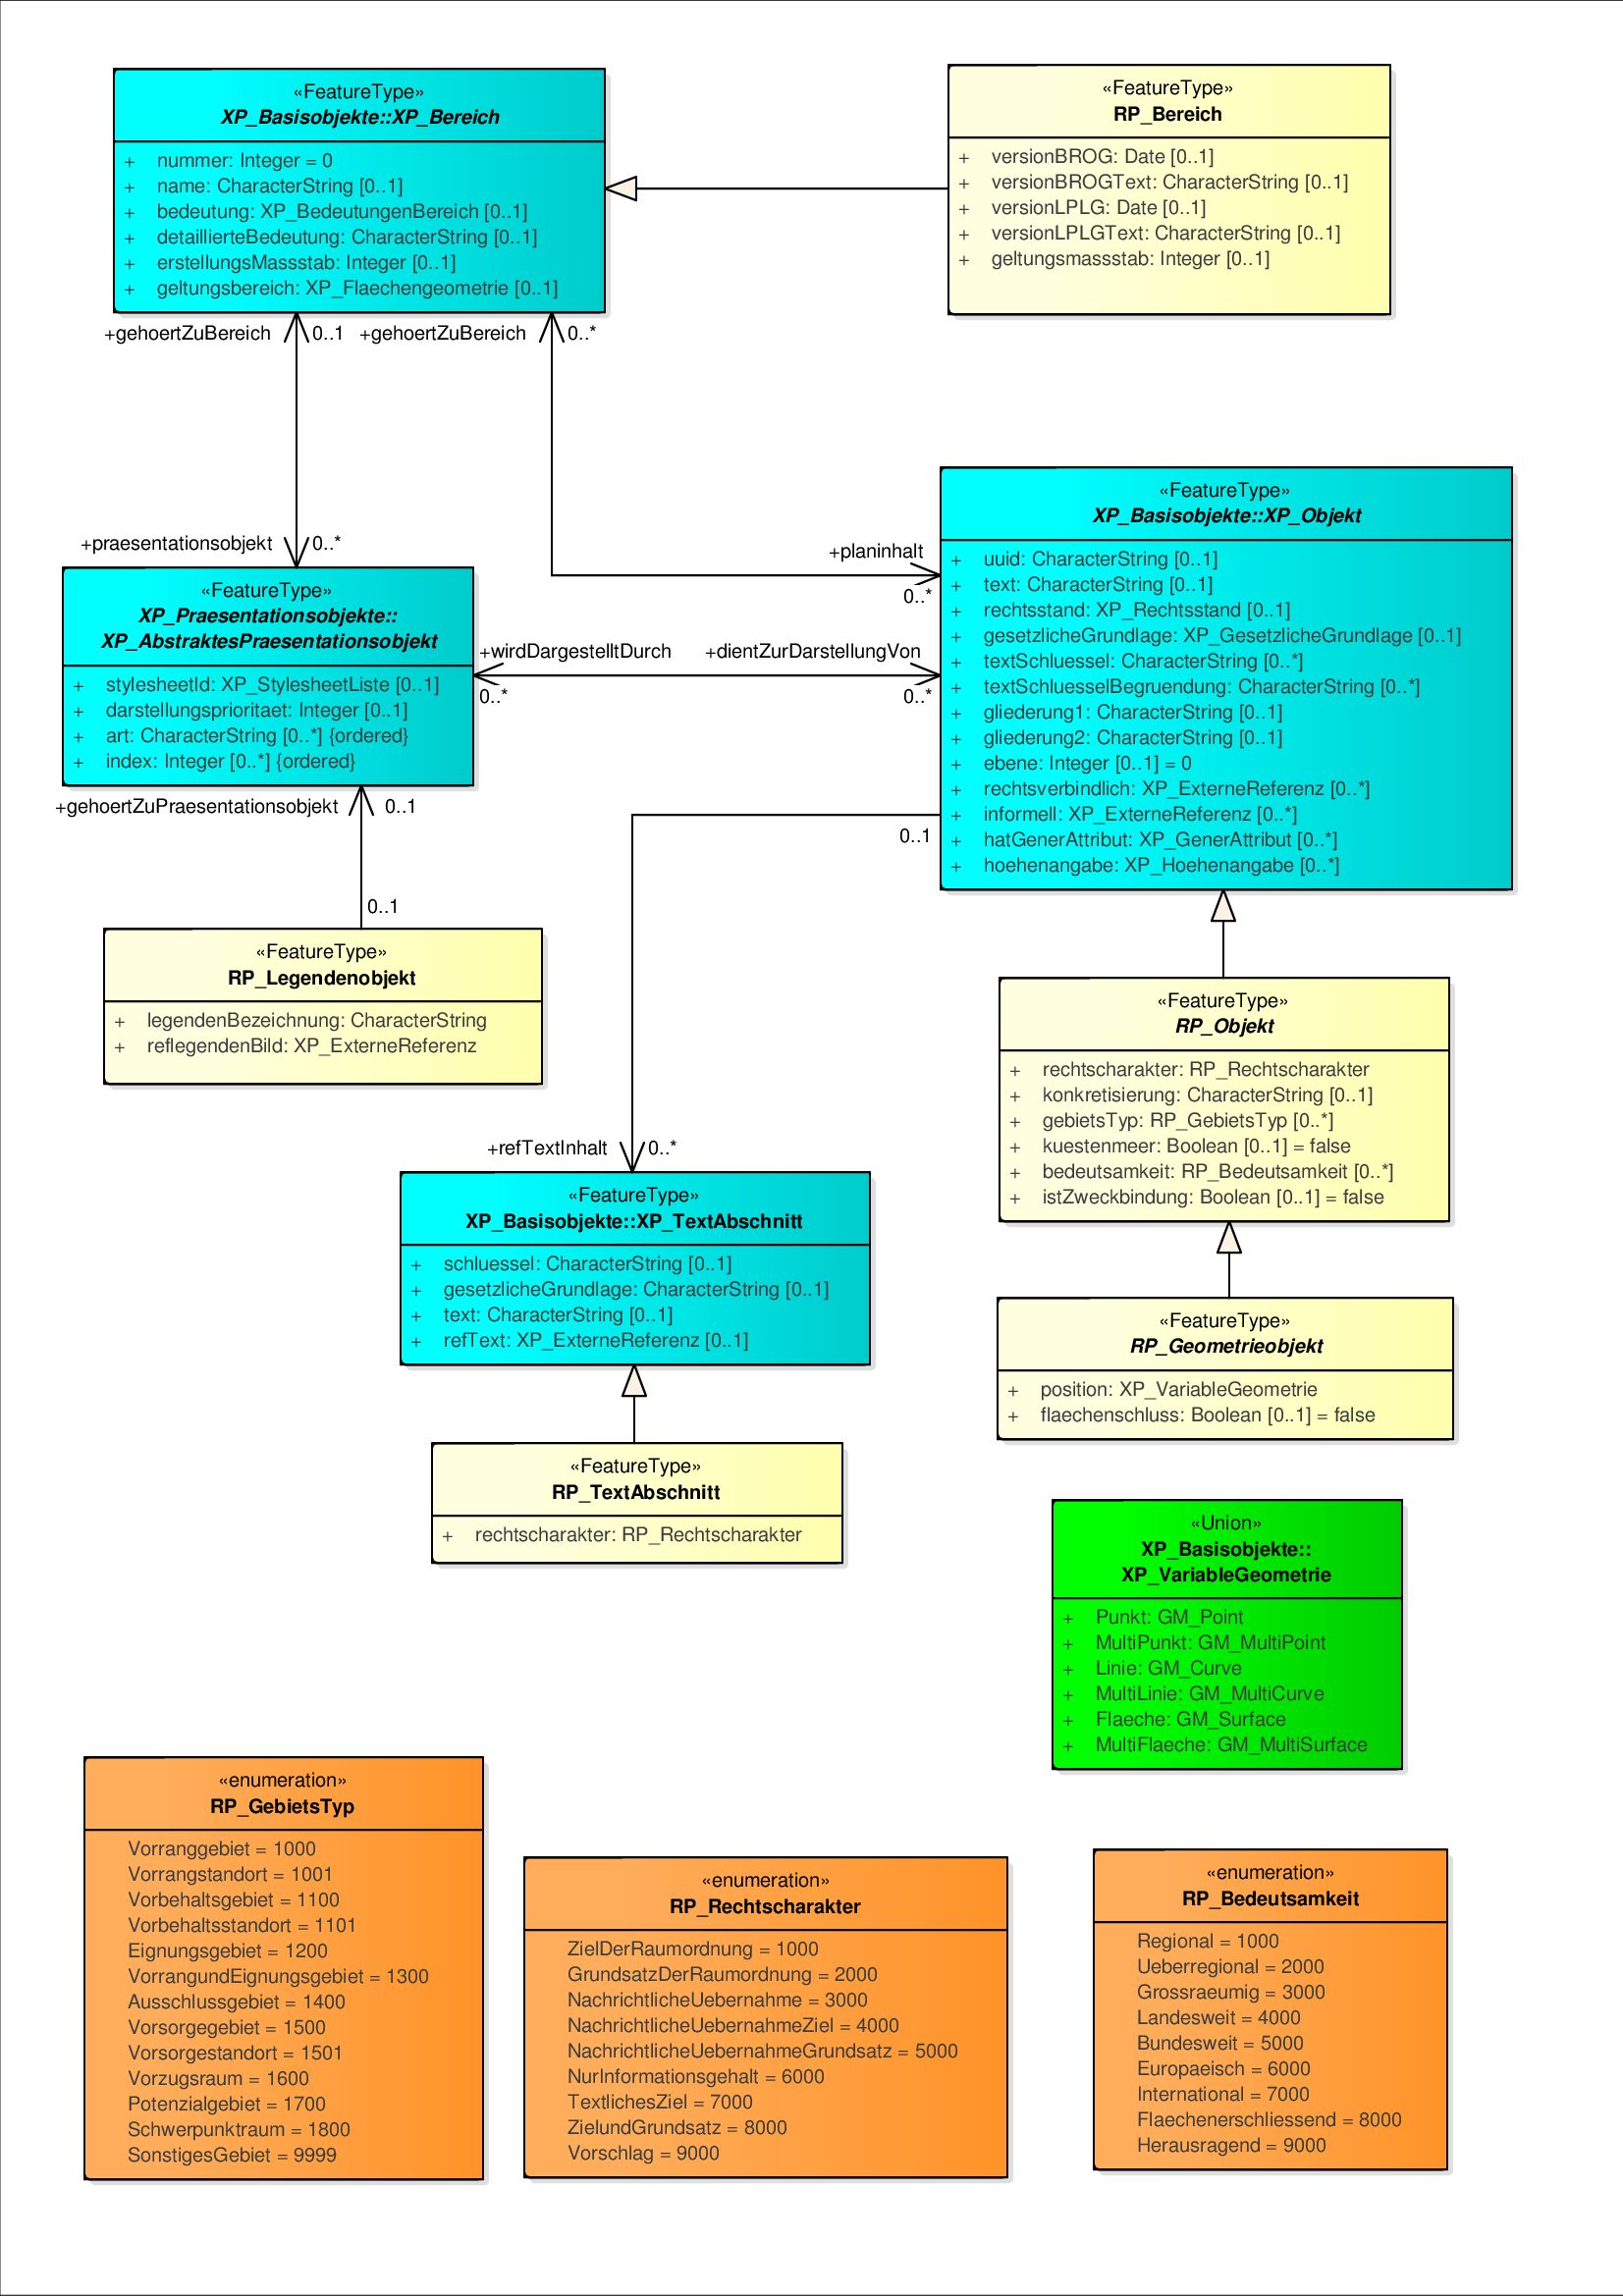 «FeatureType»
XP_Basisobjekte::XP_Bereich
+ nummer: Integer = 0
+ name: CharacterString [0..1]
+ bedeutung: XP_BedeutungenBereich [0..1]
+ detaillierteBedeutung: CharacterString [0..1]
+ erstellungsMassstab: Integer [0..1]
+ geltungsbereich: XP_Flaechengeometrie [0..1]
«FeatureType»
RP_Bereich
+ versionBROG: Date [0..1]
+ versionBROGText: CharacterString [0..1]
+ versionLPLG: Date [0..1]
+ versionLPLGText: CharacterString [0..1]
+ geltungsmassstab: Integer [0..1]
+gehoertZuBereich 0..1 +gehoertZuBereich 0..*
+praesentationsobjekt 0..*
+planinhalt
0..*
«FeatureType»
XP_Basisobjekte::XP_Objekt
+ uuid: CharacterString [0..1]
+ text: CharacterString [0..1]
+ rechtsstand: XP_Rechtsstand [0..1]
+ gesetzlicheGrundlage: XP_GesetzlicheGrundlage [0..1]
+ textSchluessel: CharacterString [0..*]
+ textSchluesselBegruendung: CharacterString [0..*]
+ gliederung1: CharacterString [0..1]
+ gliederung2: CharacterString [0..1]
+ ebene: Integer [0..1] = 0
+ rechtsverbindlich: XP_ExterneReferenz [0..*]
+ informell: XP_ExterneReferenz [0..*]
+ hatGenerAttribut: XP_GenerAttribut [0..*]
+ hoehenangabe: XP_Hoehenangabe [0..*]
«FeatureType»
XP_Praesentationsobjekte::
XP_AbstraktesPraesentationsobjekt
+ stylesheetId: XP_StylesheetListe [0..1]
+ darstellungsprioritaet: Integer [0..1]
+ art: CharacterString [0..*] {ordered}
+ index: Integer [0..*] {ordered}
+wirdDargestelltDurch +dientZurDarstellungVon
0..* 0..*
+gehoertZuPraesentationsobjekt 0..1
0..1
0..1
«FeatureType»
RP_Legendenobjekt
+ legendenBezeichnung: CharacterString
+ reflegendenBild: XP_ExterneReferenz
«FeatureType»
RP_Objekt
+ rechtscharakter: RP_Rechtscharakter
+ konkretisierung: CharacterString [0..1]
+ gebietsTyp: RP_GebietsTyp [0..*]
+ kuestenmeer: Boolean [0..1] = false
+ bedeutsamkeit: RP_Bedeutsamkeit [0..*]
+ istZweckbindung: Boolean [0..1] = false
+refTextInhalt 0..*
«FeatureType»
XP_Basisobjekte::XP_TextAbschnitt
+ schluessel: CharacterString [0..1]
+ gesetzlicheGrundlage: CharacterString [0..1]
+ text: CharacterString [0..1]
+ refText: XP_ExterneReferenz [0..1]
«FeatureType»
RP_Geometrieobjekt
+ position: XP_VariableGeometrie
+ flaechenschluss: Boolean [0..1] = false
«FeatureType»
RP_TextAbschnitt
+ rechtscharakter: RP_Rechtscharakter
«Union»
XP_Basisobjekte::
XP_VariableGeometrie
+ Punkt: GM_Point
+ MultiPunkt: GM_MultiPoint
+ Linie: GM_Curve
+ MultiLinie: GM_MultiCurve
+ Flaeche: GM_Surface
+ MultiFlaeche: GM_MultiSurface
«enumeration»
RP_GebietsTyp
Vorranggebiet = 1000
Vorrangstandort = 1001
Vorbehaltsgebiet = 1100
Vorbehaltsstandort = 1101
Eignungsgebiet = 1200
VorrangundEignungsgebiet = 1300
Ausschlussgebiet = 1400
Vorsorgegebiet = 1500
Vorsorgestandort = 1501
Vorzugsraum = 1600
Potenzialgebiet = 1700
Schwerpunktraum = 1800
SonstigesGebiet = 9999
«enumeration»
RP_Rechtscharakter
ZielDerRaumordnung = 1000
GrundsatzDerRaumordnung = 2000
NachrichtlicheUebernahme = 3000
NachrichtlicheUebernahmeZiel = 4000
NachrichtlicheUebernahmeGrundsatz = 5000
NurInformationsgehalt = 6000
TextlichesZiel = 7000
ZielundGrundsatz = 8000
Vorschlag = 9000
«enumeration»
RP_Bedeutsamkeit
Regional = 1000
Ueberregional = 2000
Grossraeumig = 3000
Landesweit = 4000
Bundesweit = 5000
Europaeisch = 6000
International = 7000
Flaechenerschliessend = 8000
Herausragend = 9000